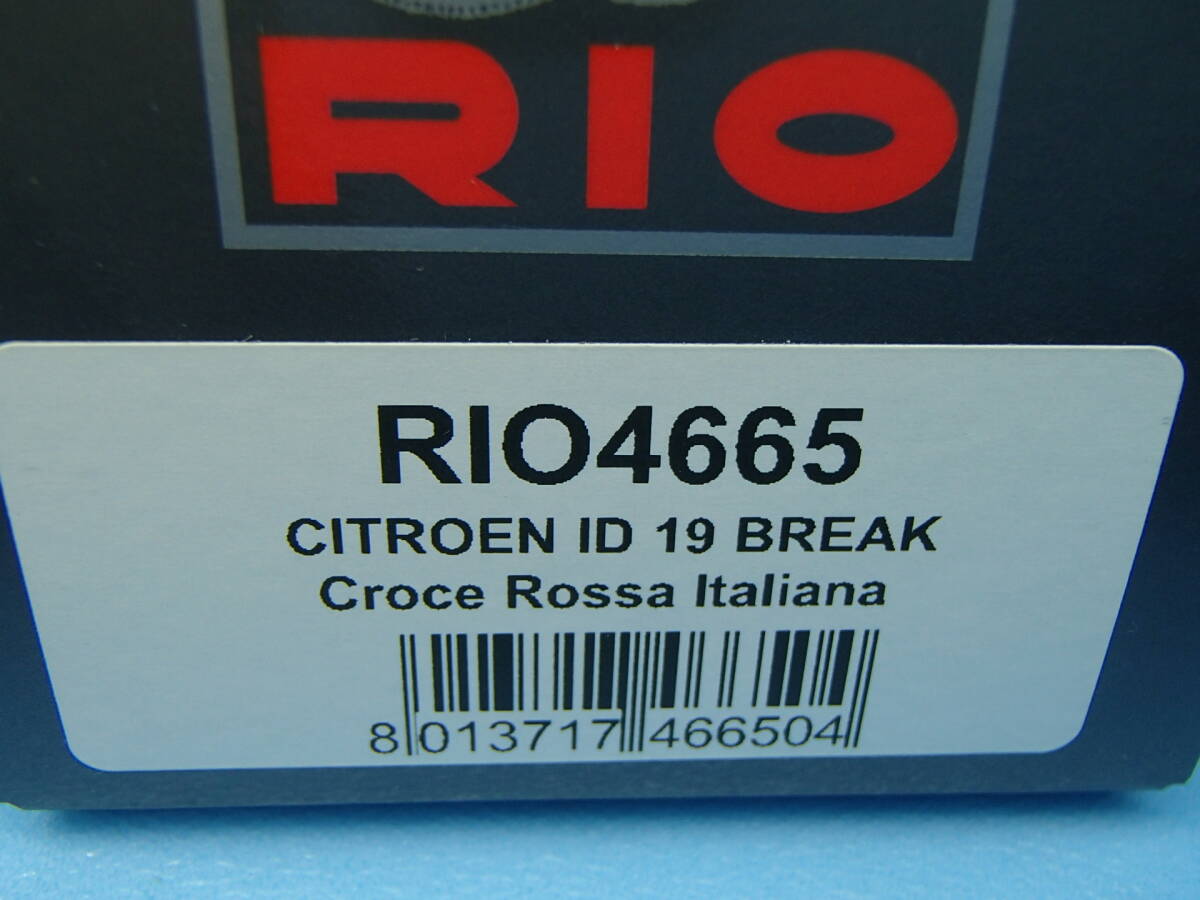 RIO
RIO4665
CITROEN ID 19 BREAK
Croce Rossa Italiana
8 013717 466504